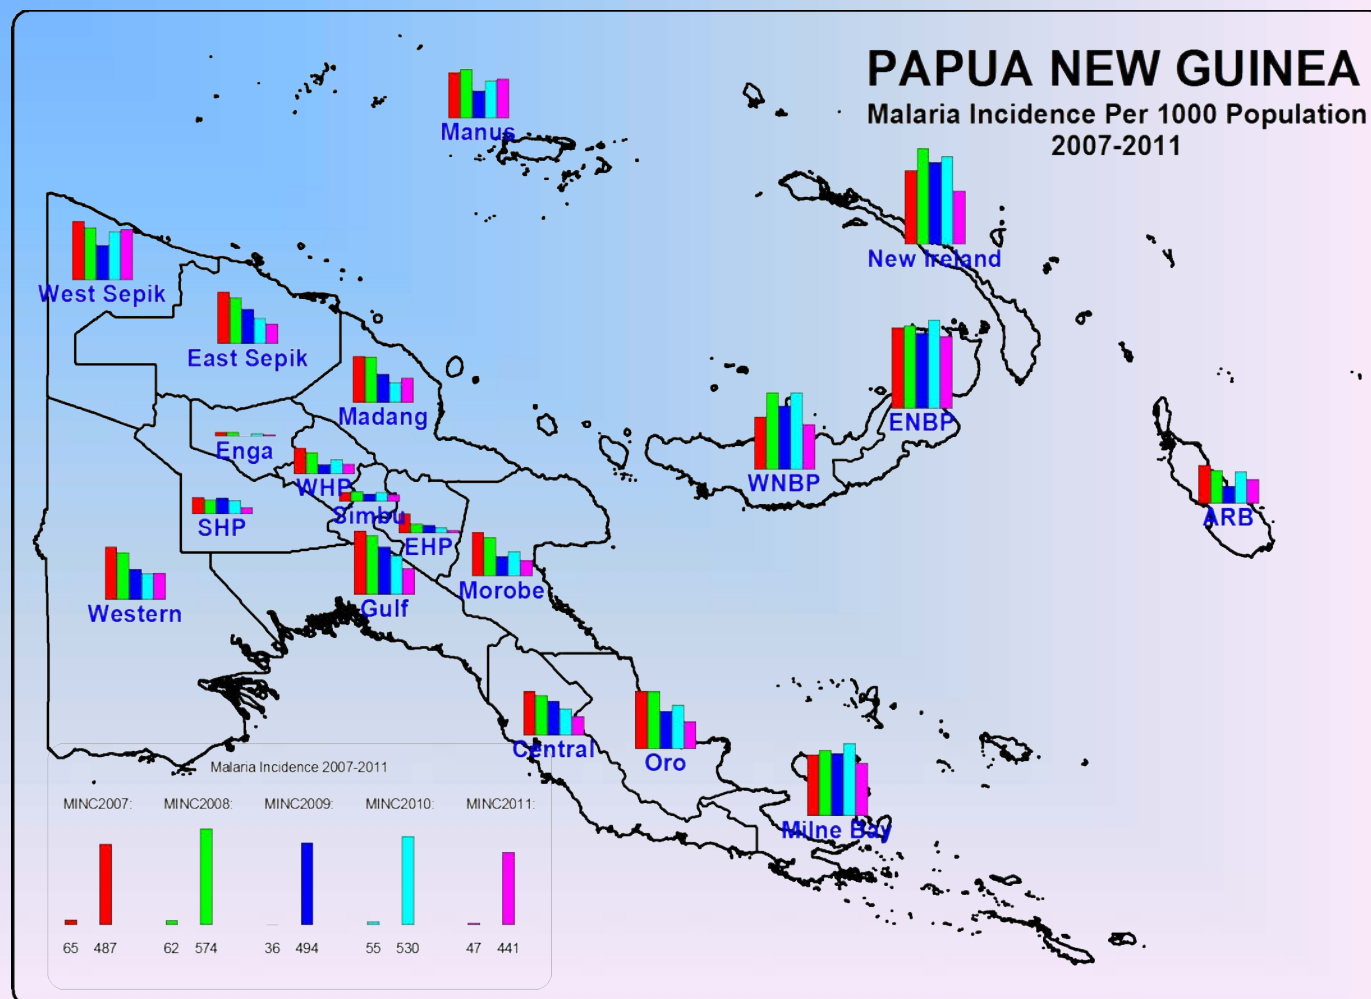 PAPUA NEW GUINEA
Malaria Incidence Per 1000 Population
2007-2011
Manus
New Ireland
West Sepik
East Sepik
Madang
ENBP
Enga
WHP
WNBP
Simbu
SHP
ARB
EHP
Western
Gulf
Morobe
Central
Oro
Milne Bay
Malaria Incidence 2007-2011
MINC2007: MINC2008: MINC2009: MINC2010: MINC2011:
65 487 62 574 36 494 55 530 47 441